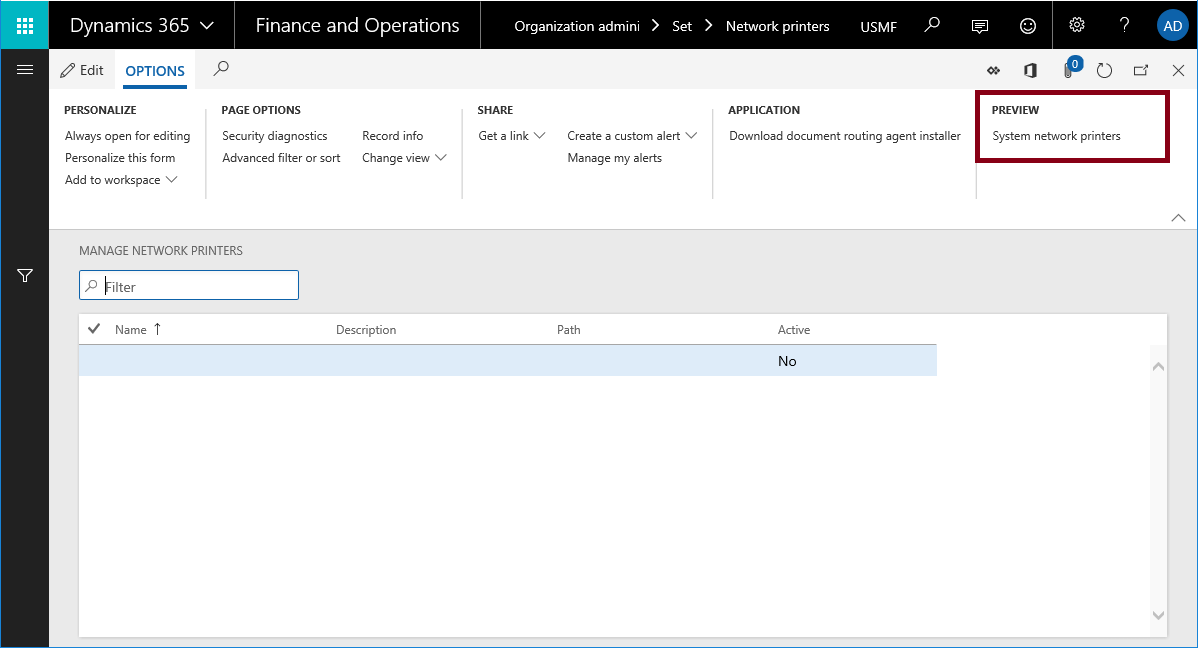 Dynamics 365 Finance and Operations Organization admini Set Network printers USMF ? AD
Edit OPTIONS 0
PERSONALIZE
Always open for editing
Personalize this form
Add to workspace
PAGE OPTIONS
Security diagnostics Record info
Advanced filter or sort Change view
SHARE
Get a link Create a custom alert
Manage my alerts
APPLICATION
Download document routing agent installer
PREVIEW
System network printers
MANAGE NETWORK PRINTERS
Filter
Name ↑ Description Path Active
No